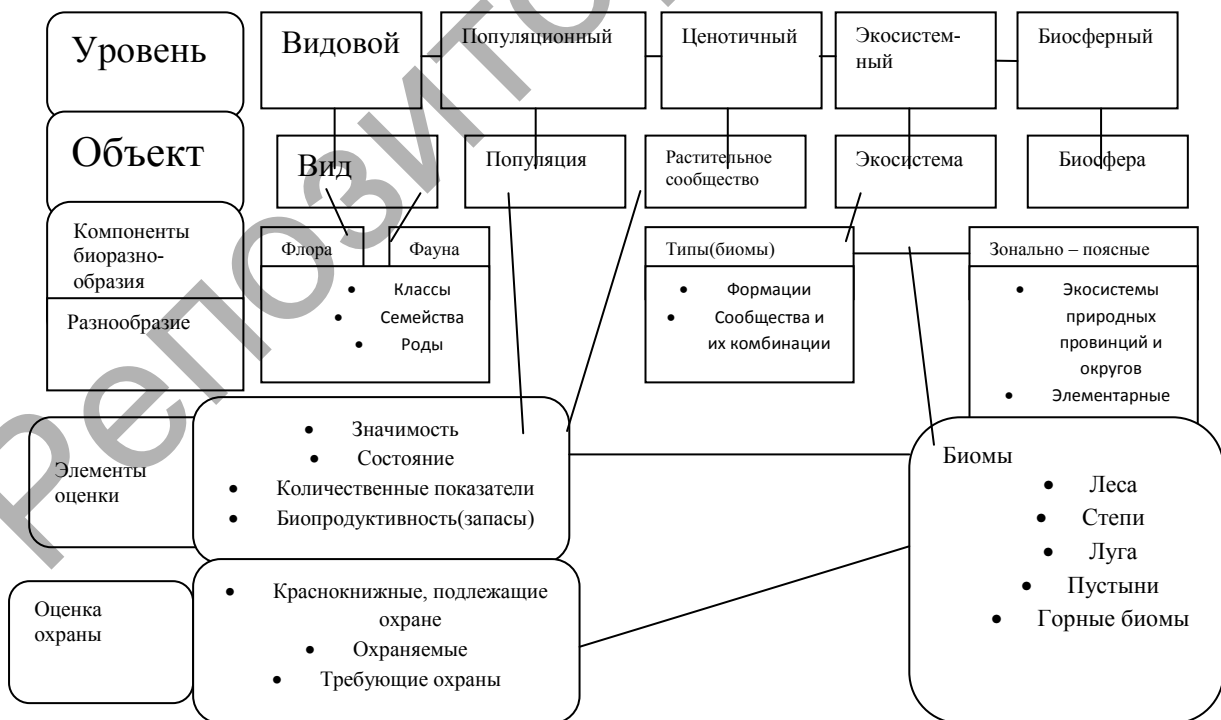 Уровень
Видовой
Популяционный
Ценотичный
Экосистем-
ный
Биосферный
Объект
Вид
Популяция
Растительное
сообщество
Экосистема
Биосфера
Компоненты
биоразно-
образия
Флора
Фауна
Типы(биомы)
Зонально – поясные
Разнообразие
• Классы
• Семейства
• Роды
• Формации
• Сообщества и
их комбинации
• Экосистемы
природных
провинций и
округов
• Элементарные
Элементы
оценки
• Значимость
• Состояние
• Количественные показатели
• Биопродуктивность(запасы)
Биомы
• Леса
• Степи
• Луга
• Пустыни
• Горные биомы
Оценка
охраны
• Краснокнижные, подлежащие
охране
• Охраняемые
• Требующие охраны